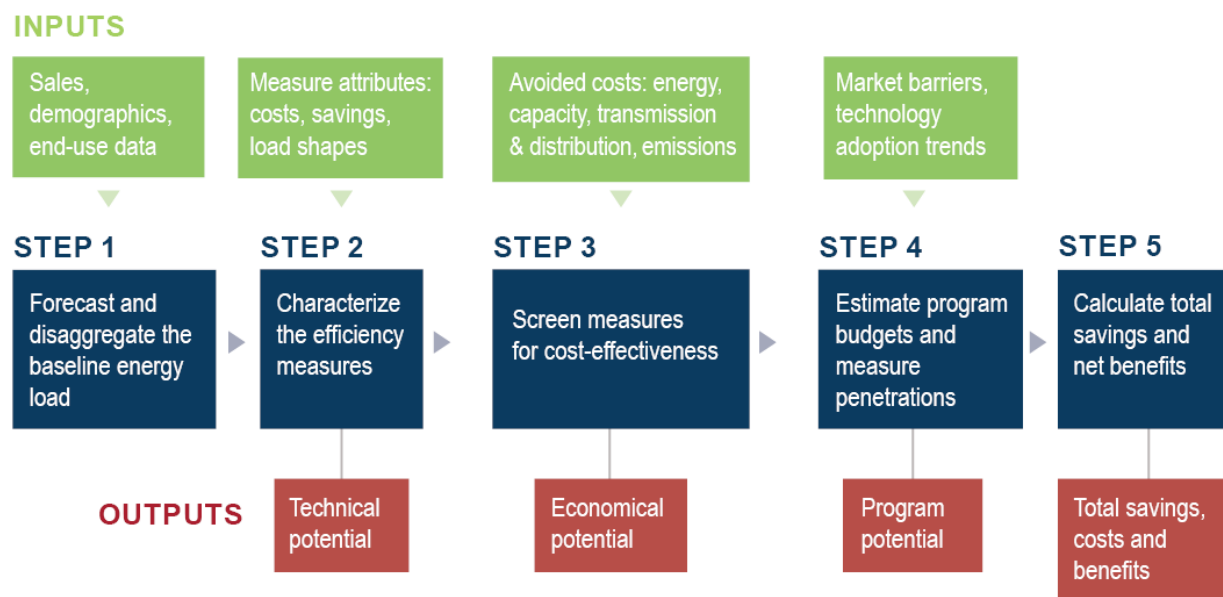 INPUTS
Sales,
demographics,
end-use data
Measure attributes:
costs, savings,
load shapes
Avoided costs: energy,
capacity, transmission
& distribution, emissions
Market barriers,
technology
adoption trends
STEP 1
Forecast and
disaggregate the
baseline energy
load
STEP 2
Characterize
the efficiency
measures
STEP 3
Screen measures
for cost-effectiveness
STEP 4
Estimate program
budgets and
measure
penetrations
STEP 5
Calculate total
savings and
net benefits
OUTPUTS
Technical
potential
Economical
potential
Program
potential
Total savings,
costs and
benefits